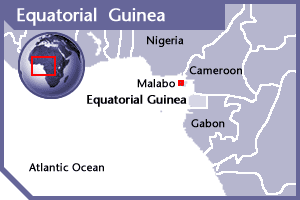 Equatorial Guinea
Nigeria
Cameroon
Malabo
Equatorial Guinea
Gabon
Atlantic Ocean